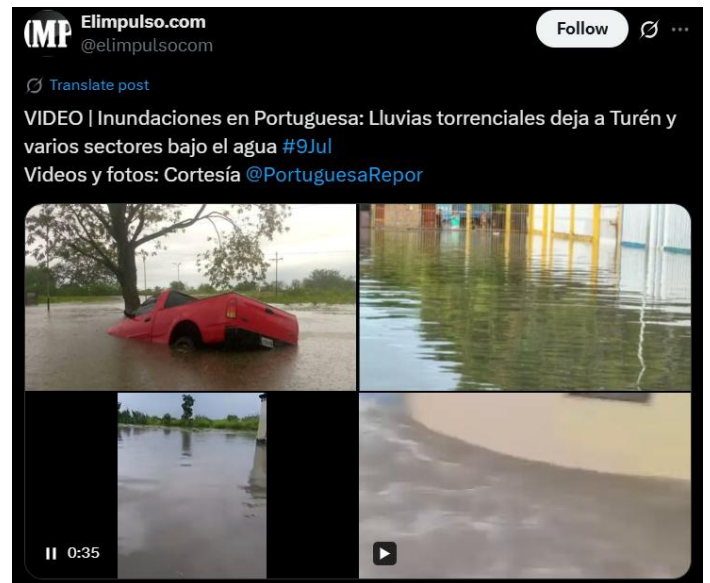 (MP
Elimpulso.com
@elimpulsocom
Follow
Translate post
VIDEO | Inundaciones en Portuguesa: Lluvias torrenciales deja a Turén y
varios sectores bajo el agua #9Jul
Videos y fotos: Cortesía @PortuguesaRepor
0:35